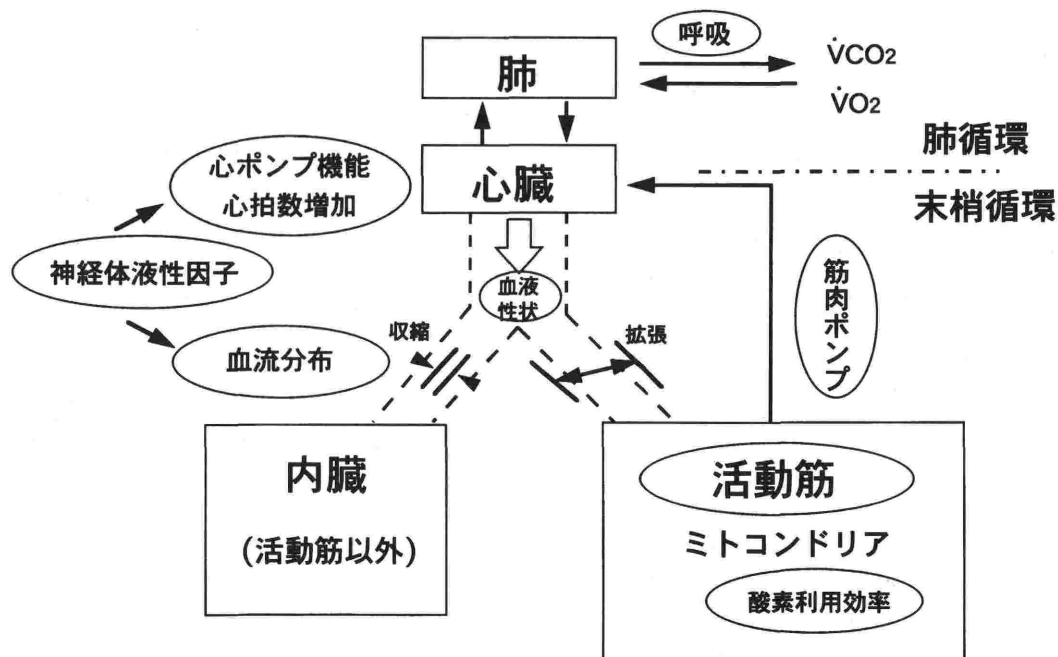 呼吸
肺
V̇CO2
V̇O2
肺循環
心ポンプ機能
心拍数増加
心臓
末梢循環
神経体液性因子
血液
性状
筋肉ポンプ
収縮
拡張
血流分布
内臓
(活動筋以外)
活動筋
ミトコンドリア
酸素利用効率